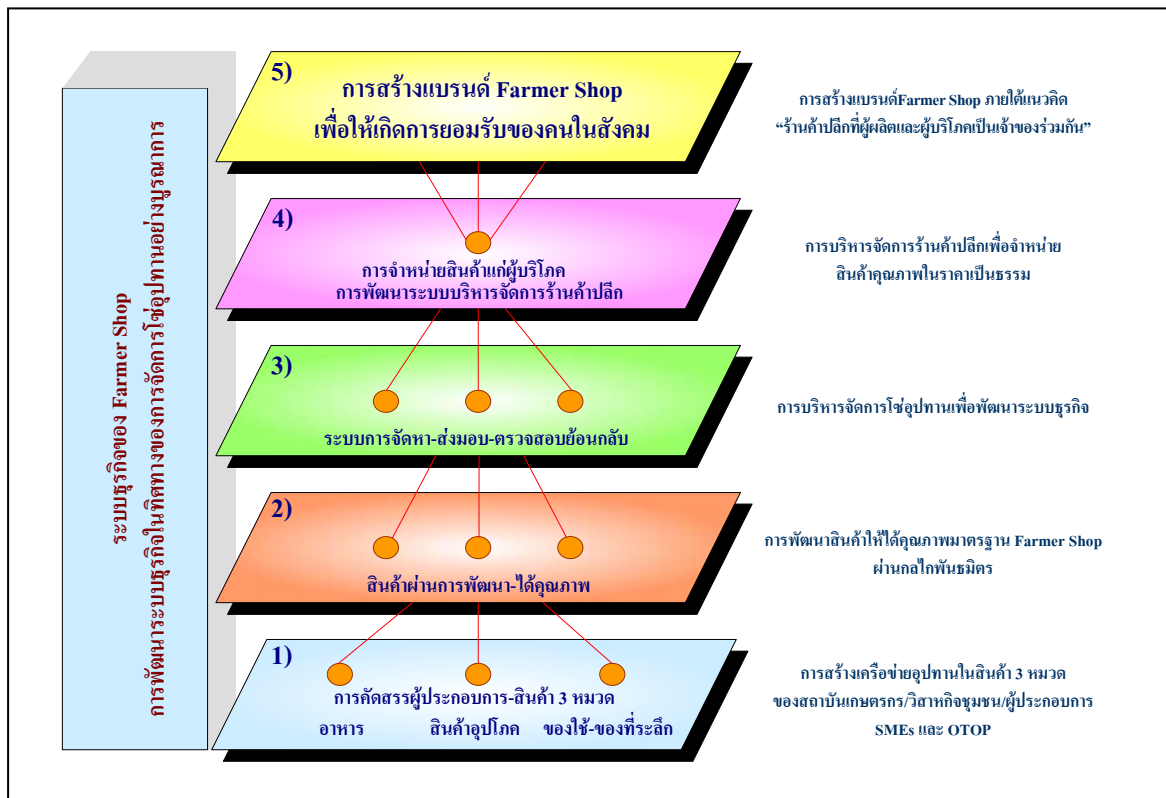 ระบบธุรกิจของ Farmer Shop
การพัฒนาระบบธุรกิจในทิศทางของการจัดการโซ่อุปทานอย่างบูรณาการ
5)
การสร้างแบรนด์ Farmer Shop
เพื่อให้เกิดการยอมรับของคนในสังคม
การสร้างแบรนด์Farmer Shop ภายใต้แนวคิด
“ร้านค้าปลีกที่ผู้ผลิตและผู้บริโภคเป็นเจ้าของร่วมกัน”
4)
การจำหน่ายสินค้าแก่ผู้บริโภค
การพัฒนาระบบบริหารจัดการร้านค้าปลีก
การบริหารจัดการร้านค้าปลีกเพื่อจำหน่าย
สินค้าคุณภาพในราคาเป็นธรรม
3)
ระบบการจัดหา-ส่งมอบ-ตรวจสอบย้อนกลับ
การบริหารจัดการโซ่อุปทานเพื่อพัฒนาระบบธุรกิจ
2)
สินค้าผ่านการพัฒนา-ได้คุณภาพ
การพัฒนาสินค้าให้ได้คุณภาพมาตรฐาน Farmer Shop
ผ่านกลไกพันธมิตร
1)
การคัดสรรผู้ประกอบการ-สินค้า 3 หมวด
อาหาร สินค้าอุปโภค ของใช้-ของที่ระลึก
การสร้างเครือข่ายอุปทานในสินค้า 3 หมวด
ของสถาบันเกษตรกร/วิสาหกิจชุมชน/ผู้ประกอบการ
SMEs และ OTOP